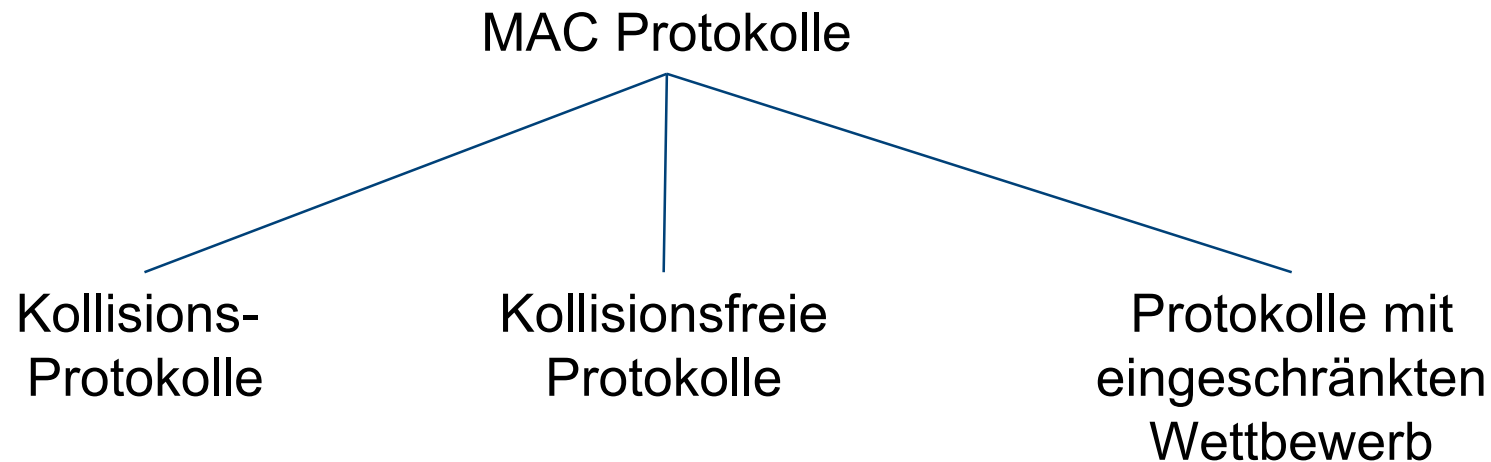 MAC Protokolle
Kollisions-
Protokolle
Kollisionsfreie
Protokolle
Protokolle mit
eingeschränkten
Wettbewerb